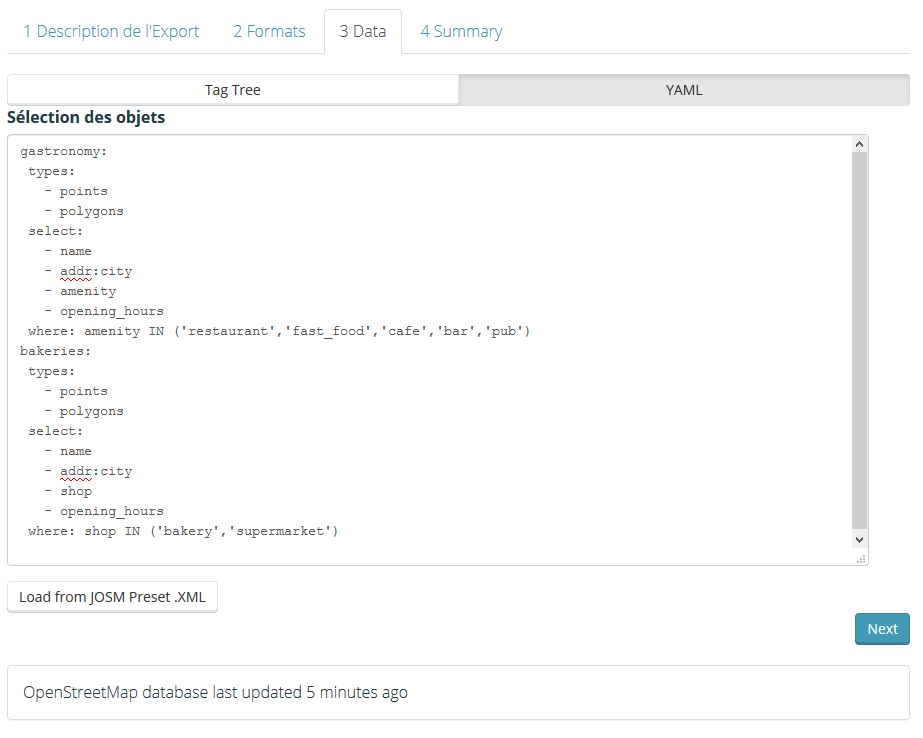 1 Description de l'Export 2 Formats 3 Data 4 Summary
Tag Tree YAML
Sélection des objets
gastronomy:
 types:
   - points
   - polygons
 select:
   - name
   - addr:city
   - amenity
   - opening_hours
 where: amenity IN ('restaurant','fast_food','cafe','bar','pub')
bakeries:
 types:
   - points
   - polygons
 select:
   - name
   - addr:city
   - shop
   - opening_hours
 where: shop IN ('bakery','supermarket')
Load from JOSM Preset .XML
Next
OpenStreetMap database last updated 5 minutes ago